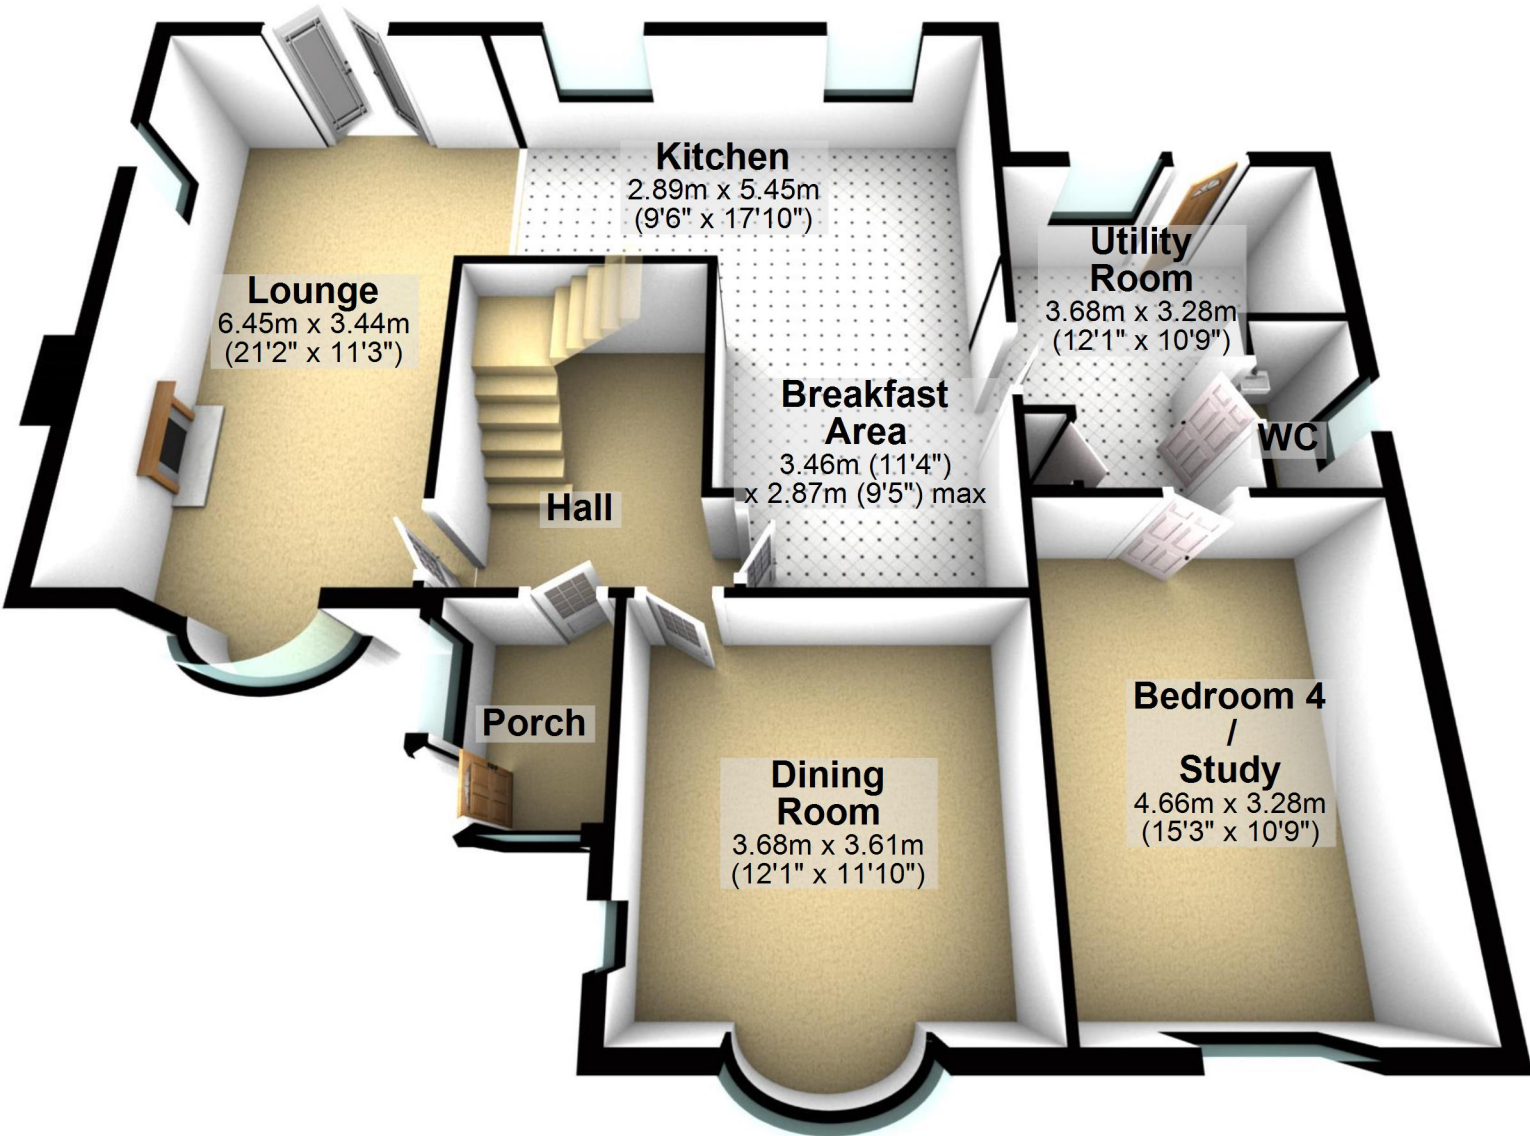 Kitchen
2.89m x 5.45m
(9'6" x 17'10")
Utility
Room
3.68m x 3.28m
(12'1" x 10'9")
Lounge
6.45m x 3.44m
(21'2" x 11'3")
Breakfast
Area
3.46m (11'4")
x 2.87m (9'5") max
WC
Hall
Porch
Dining
Room
3.68m x 3.61m
(12'1" x 11'10")
Bedroom 4
/
Study
4.66m x 3.28m
(15'3" x 10'9")